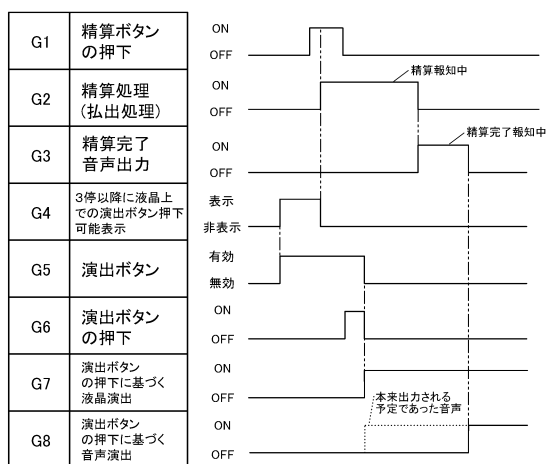 G1
精算ボタン
の押下
ON
OFF
G2
精算処理
(払出処理)
ON
OFF
精算報知中
G3
精算完了
音声出力
ON
OFF
精算完了報知中
G4
3停以降に液晶上
での演出ボタン押下
可能表示
表示
非表示
G5
演出ボタン
有効
無効
G6
演出ボタン
の押下
ON
OFF
G7
演出ボタン
の押下に基づく
液晶演出
ON
OFF
G8
演出ボタン
の押下に基づく
音声演出
ON
OFF
本来出力される
予定であった音声